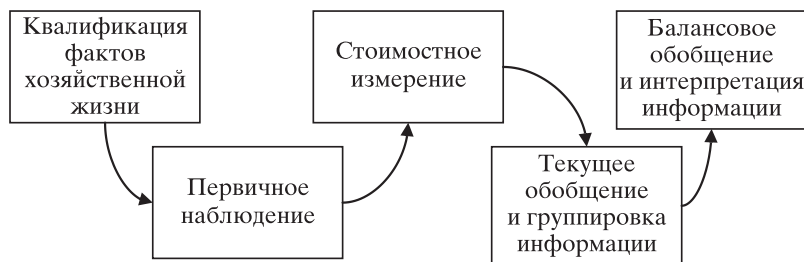 Квалификация
фактов
хозяйственной
жизни
Первичное
наблюдение
Стоимостное
измерение
Текущее
обобщение
и группировка
информации
Балансовое
обобщение
и интерпретация
информации